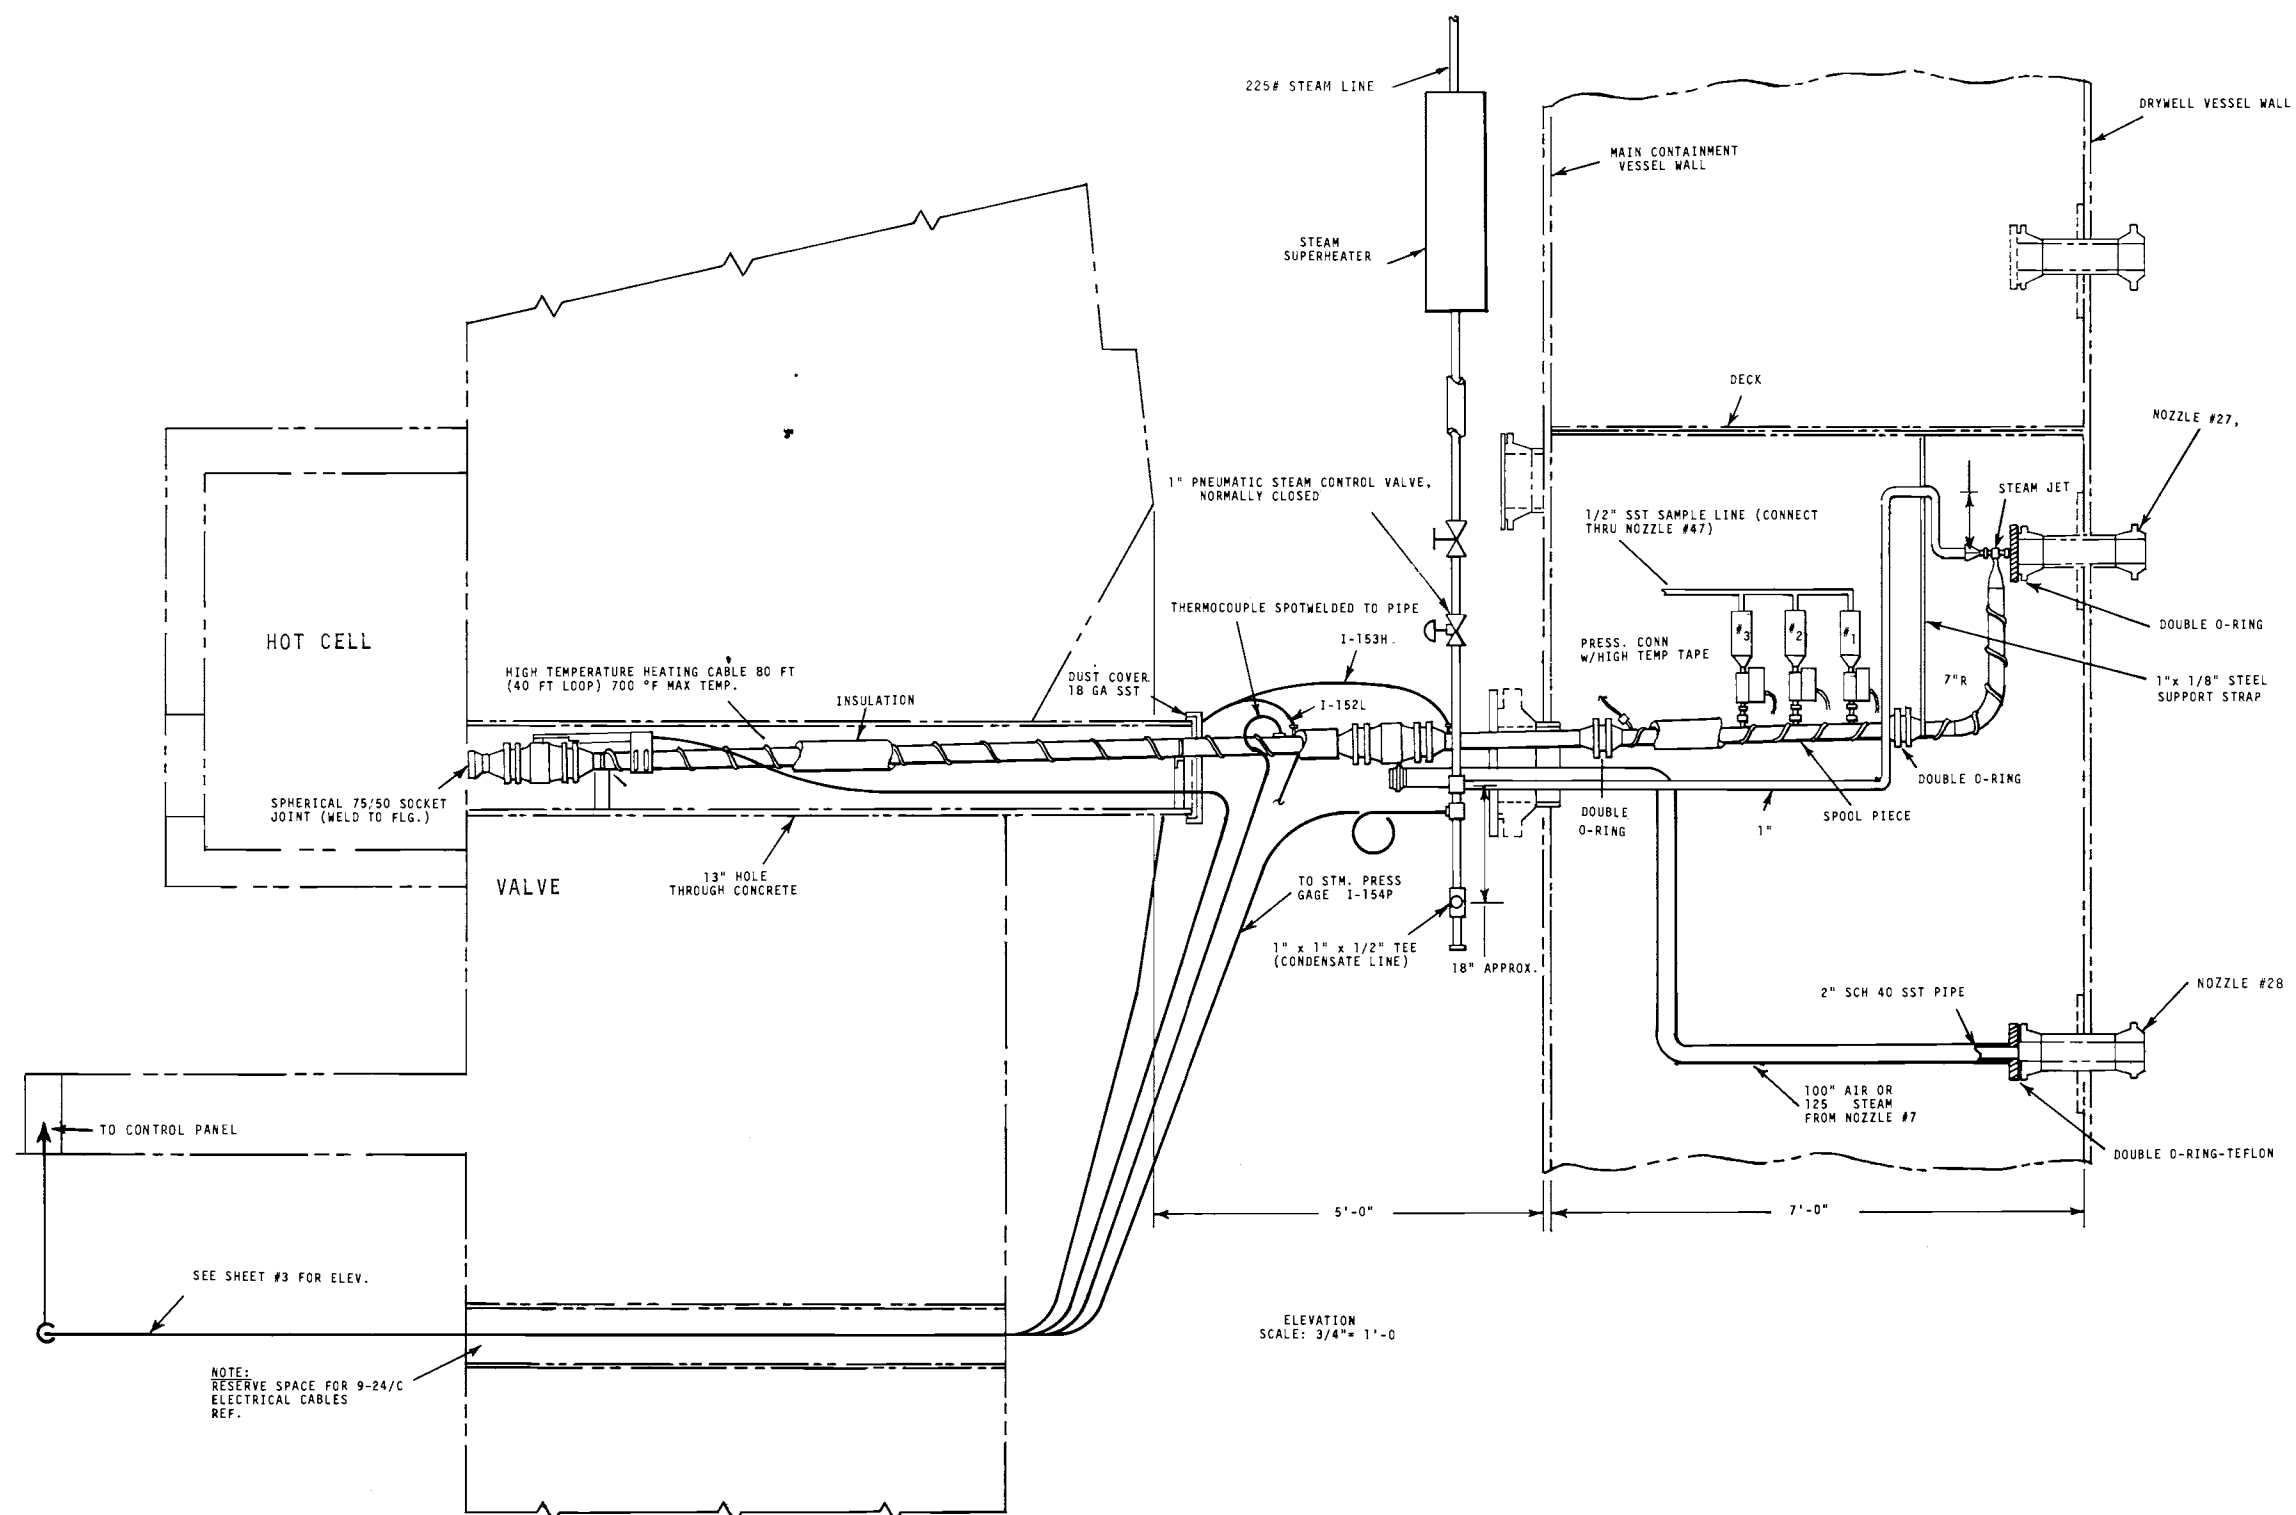 225# STEAM LINE
DRYWELL VESSEL WALL
MAIN CONTAINMENT
VESSEL WALL
STEAM
SUPERHEATER
DECK
NOZZLE #27,
1" PNEUMATIC STEAM CONTROL VALVE,
NORMALLY CLOSED
STEAM JET
1/2" SST SAMPLE LINE (CONNECT
THRU NOZZLE #47)
THERMOCOUPLE SPOTWELDED TO PIPE
I-153H.
#3
#2
#1
DOUBLE O-RING
HOT CELL
PRESS. CONN
W/HIGH TEMP TAPE
HIGH TEMPERATURE HEATING CABLE 80 FT
(40 FT LOOP) 700 °F MAX TEMP.
INSULATION
DUST COVER
18 GA SST
I-152L
7"R
1"x 1/8" STEEL
SUPPORT STRAP
SPHERICAL 75/50 SOCKET
JOINT (WELD TO FLG.)
DOUBLE O-RING
DOUBLE
O-RING
1"
SPOOL PIECE
VALVE
13" HOLE
THROUGH CONCRETE
TO STM. PRESS
GAGE I-154P
1" x 1" x 1/2" TEE
(CONDENSATE LINE)
18" APPROX.
2" SCH 40 SST PIPE
NOZZLE #28
100" AIR OR
125 STEAM
FROM NOZZLE #7
TO CONTROL PANEL
DOUBLE O-RING-TEFLON
5'-0"
7'-0"
SEE SHEET #3 FOR ELEV.
ELEVATION
SCALE: 3/4"= 1'-0
NOTE:
RESERVE SPACE FOR 9-24/C
ELECTRICAL CABLES
REF.